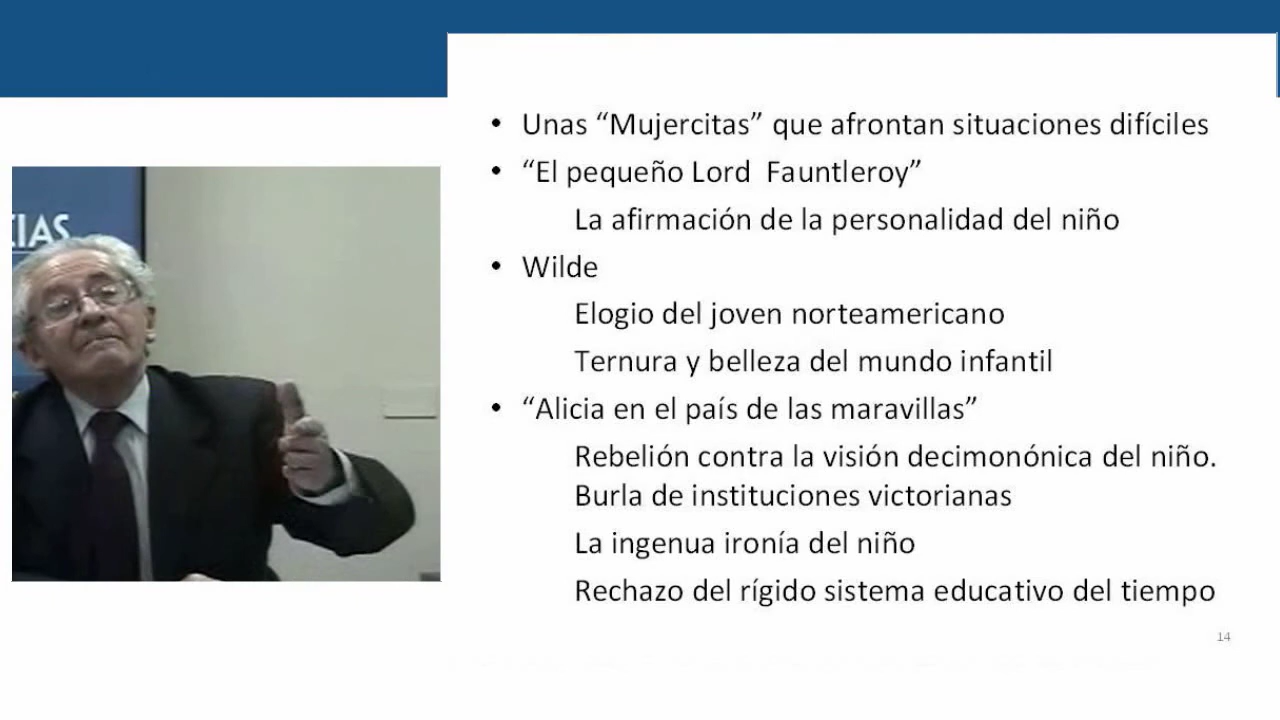 CIAS
• Unas “Mujercitas” que afrontan situaciones difíciles
• “El pequeño Lord  Fauntleroy”
La afirmación de la personalidad del niño
• Wilde
Elogio del joven norteamericano
Ternura y belleza del mundo infantil
• “Alicia en el país de las maravillas”
Rebelión contra la visión decimonónica del niño.
Burla de instituciones victorianas
La ingenua ironía del niño
Rechazo del rígido sistema educativo del tiempo
14